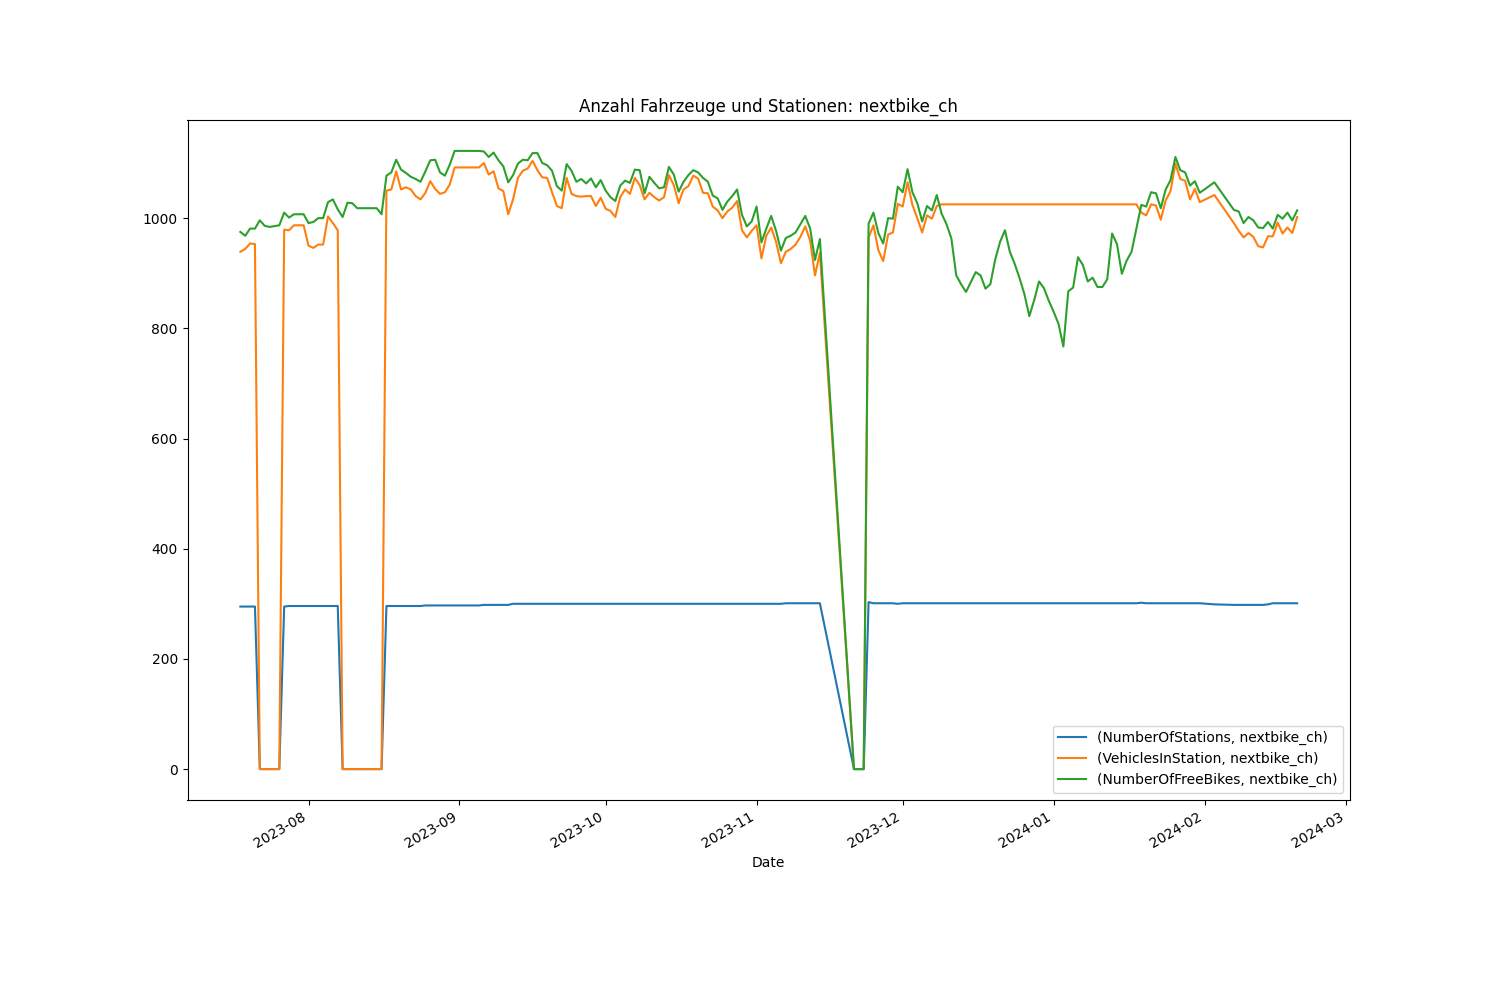 Anzahl Fahrzeuge und Stationen: nextbike_ch
1000
800
600
400
200
0
(NumberOfStations, nextbike_ch)
(VehiclesInStation, nextbike_ch)
(NumberOfFreeBikes, nextbike_ch)
2023-08
2023-09
2023-10
2023-11
2023-12
2024-01
2024-02
2024-03
Date